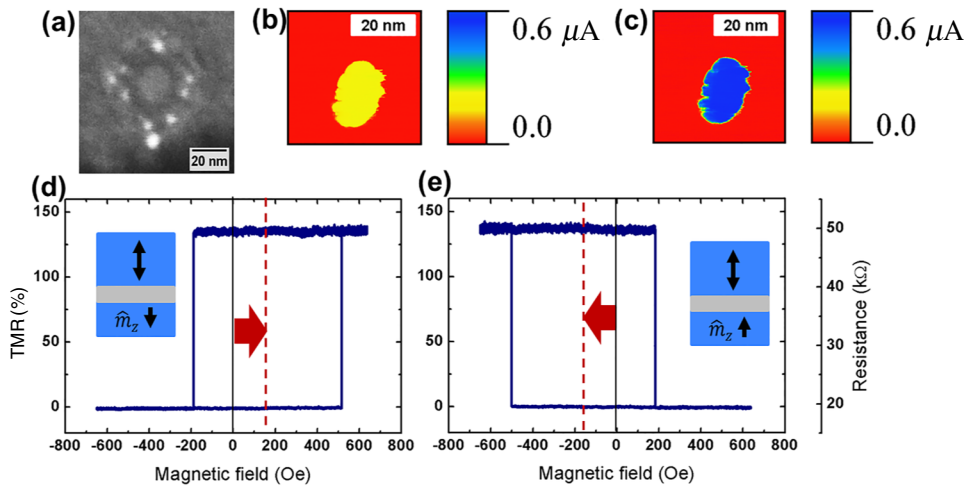 (a)
20 nm
(b)
20 nm
0.6 μA
0.0
(c)
20 nm
0.6 μA
0.0
(d)
150
100
50
0
TMR (%)
m̂z
-800 -600 -400 -200 0 200 400 600 800
Magnetic field (Oe)
(e)
150
100
50
0
m̂z
50
40
30
20
Resistance (kΩ)
-800 -600 -400 -200 0 200 400 600 800
Magnetic field (Oe)